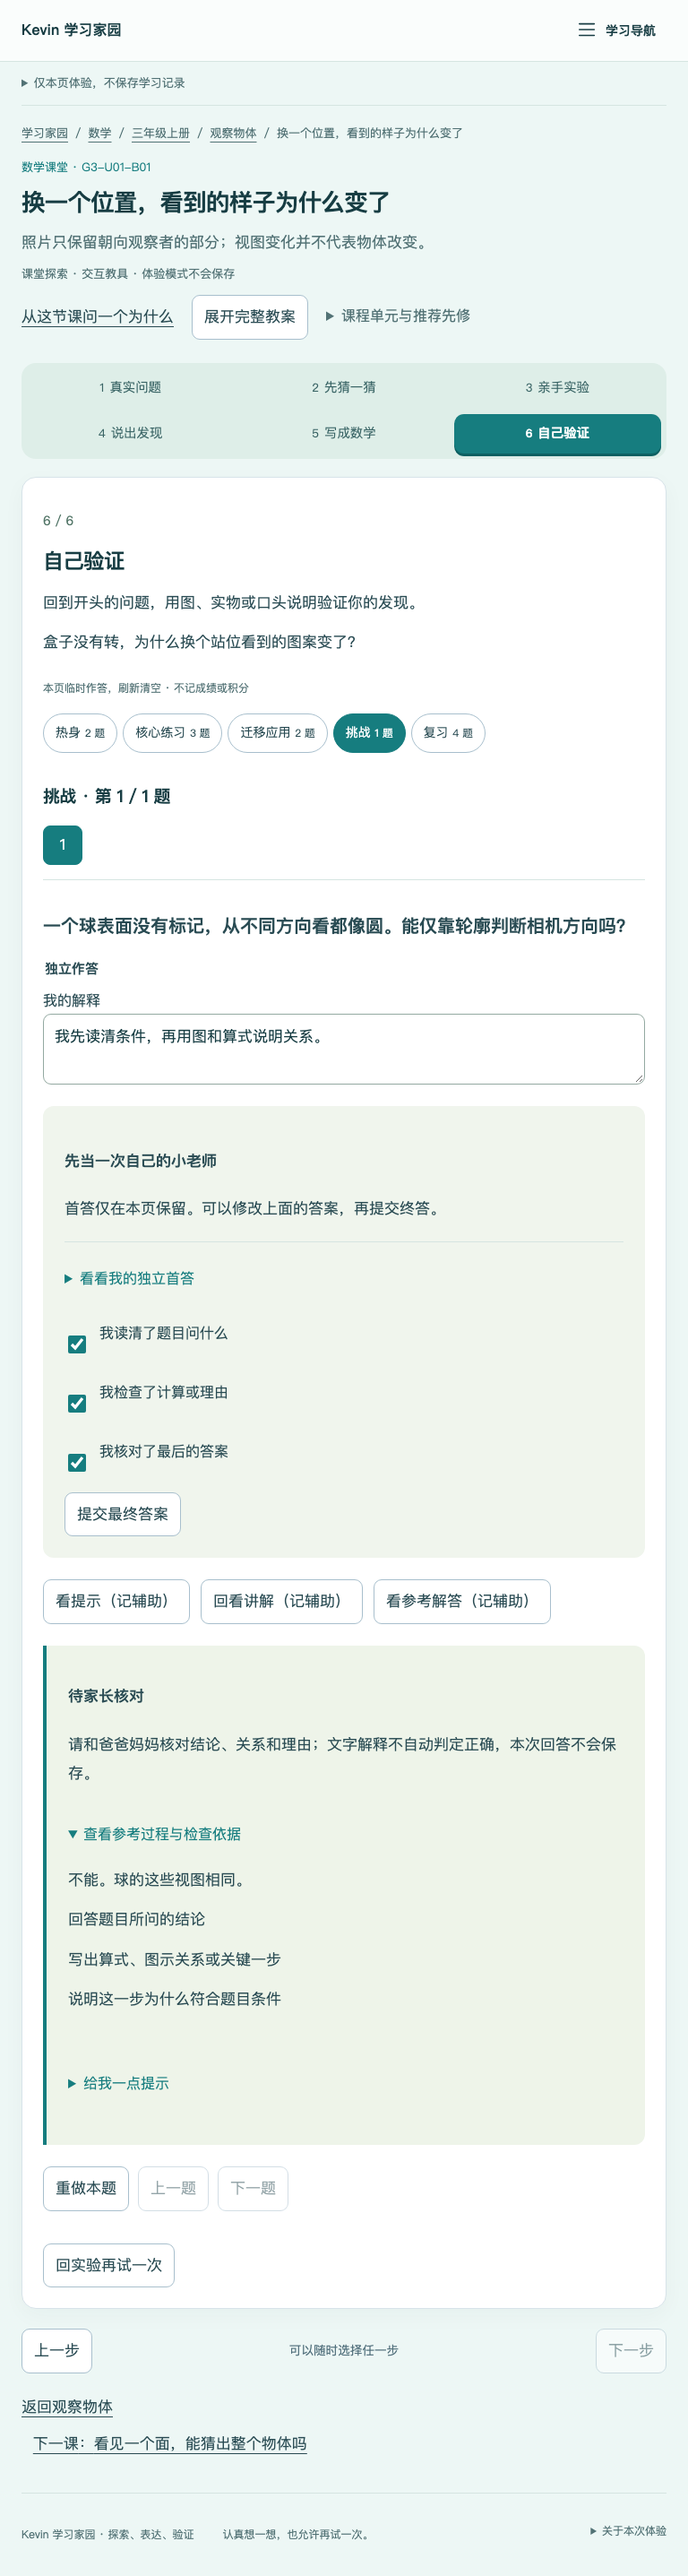 Kevin 学习家园
学习导航
仅本页体验，不保存学习记录
学习家园 / 数学 / 三年级上册 / 观察物体 / 换一个位置，看到的样子为什么变了
数学课堂 · G3-U01-B01
换一个位置，看到的样子为什么变了
照片只保留朝向观察者的部分；视图变化并不代表物体改变。
课堂探索 · 交互教具 · 体验模式不会保存
从这节课问一个为什么
展开完整教案
课程单元与推荐先修
1 真实问题
2 先猜一猜
3 亲手实验
4 说出发现
5 写成数学
6 自己验证
6 / 6
自己验证
回到开头的问题，用图、实物或口头说明验证你的发现。
盒子没有转，为什么换个站位看到的图案变了？
本页临时作答，刷新清空 · 不记成绩或积分
热身 2 题
核心练习 3 题
迁移应用 2 题
挑战 1 题
复习 4 题
挑战 · 第 1 / 1 题
1
一个球表面没有标记，从不同方向看都像圆。能仅靠轮廓判断相机方向吗？
独立作答
我的解释
我先读清条件，再用图和算式说明关系。
先当一次自己的小老师
首答仅在本页保留。可以修改上面的答案，再提交终答。
看看我的独立首答
我读清了题目问什么
我检查了计算或理由
我核对了最后的答案
提交最终答案
看提示（记辅助）
回看讲解（记辅助）
看参考解答（记辅助）
待家长核对
请和爸爸妈妈核对结论、关系和理由；文字解释不自动判定正确，本次回答不会保
存。
查看参考过程与检查依据
不能。球的这些视图相同。
回答题目所问的结论
写出算式、图示关系或关键一步
说明这一步为什么符合题目条件
给我一点提示
重做本题
上一题
下一题
回实验再试一次
上一步
可以随时选择任一步
下一步
返回观察物体
下一课：看见一个面，能猜出整个物体吗
Kevin 学习家园 · 探索、表达、验证
认真想一想，也允许再试一次。
关于本次体验